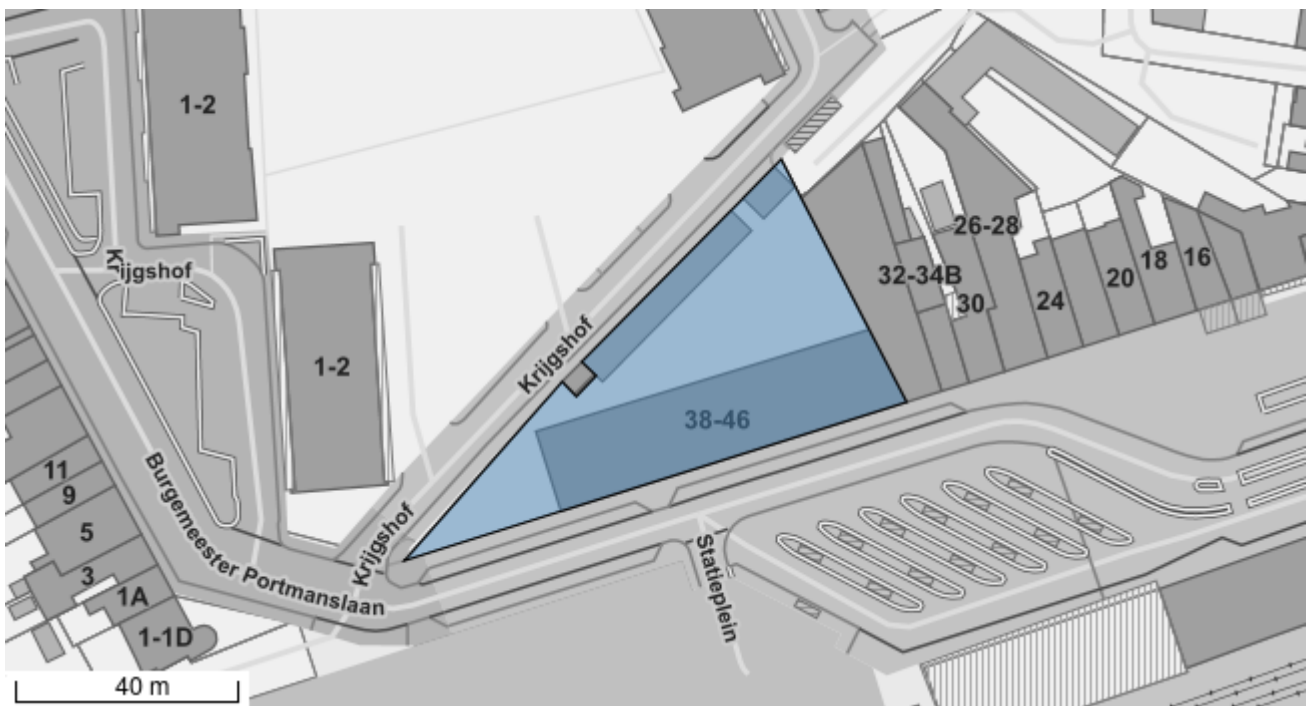 1-2
Krijgshof
1-2
Krijgshof
26-28
32-34B
30
24
20
18
16
38-46
11
9
5
3
1A
1-1D
Burgemeester Portmanslaan
Krijgshof
Statieplein
40 m